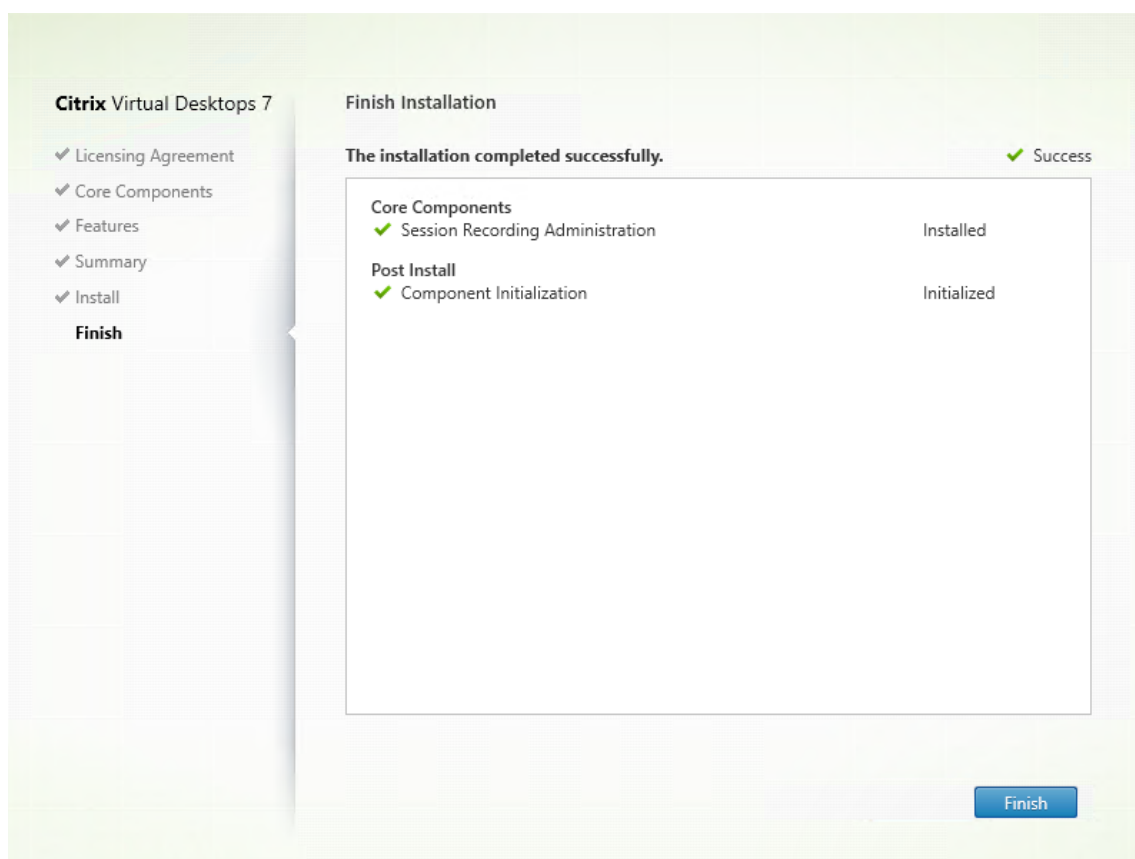 Citrix Virtual Desktops 7
Licensing Agreement
Core Components
Features
Summary
Install
Finish
Finish Installation
The installation completed successfully.
Success
Core Components
Session Recording Administration
Installed
Post Install
Component Initialization
Initialized
Finish